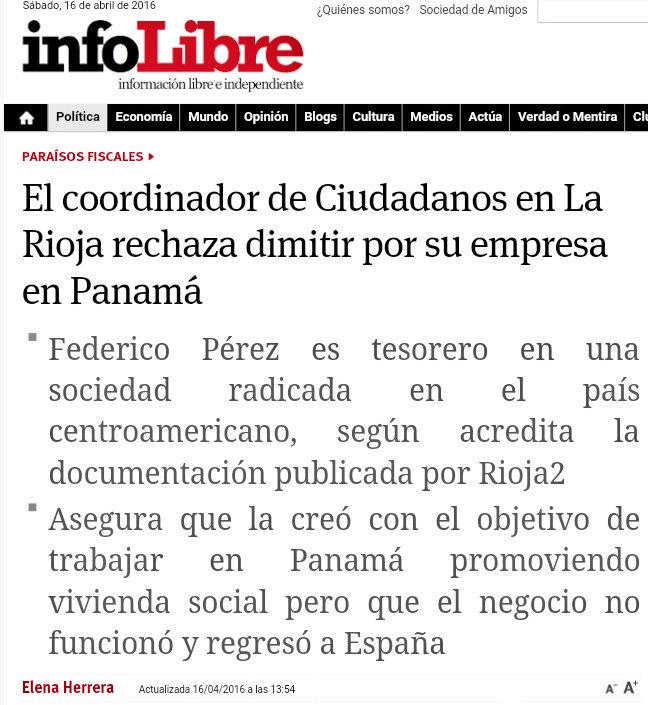 Sábado, 16 de abril de 2016
¿Quiénes somos? Sociedad de Amigos
infoLibre
información libre e independiente
Política Economía Mundo Opinión Blogs Cultura Medios Actúa Verdad o Mentira Clu
PARAÍSOS FISCALES
El coordinador de Ciudadanos en La
Rioja rechaza dimitir por su empresa
en Panamá
Federico Pérez es tesorero en una
sociedad radicada en el país
centroamericano, según acredita la
documentación publicada por Rioja2
Asegura que la creó con el objetivo de
trabajar en Panamá promoviendo
vivienda social pero que el negocio no
funcionó y regresó a España
Elena Herrera Actualizada 16/04/2016 a las 13:54 A- A+